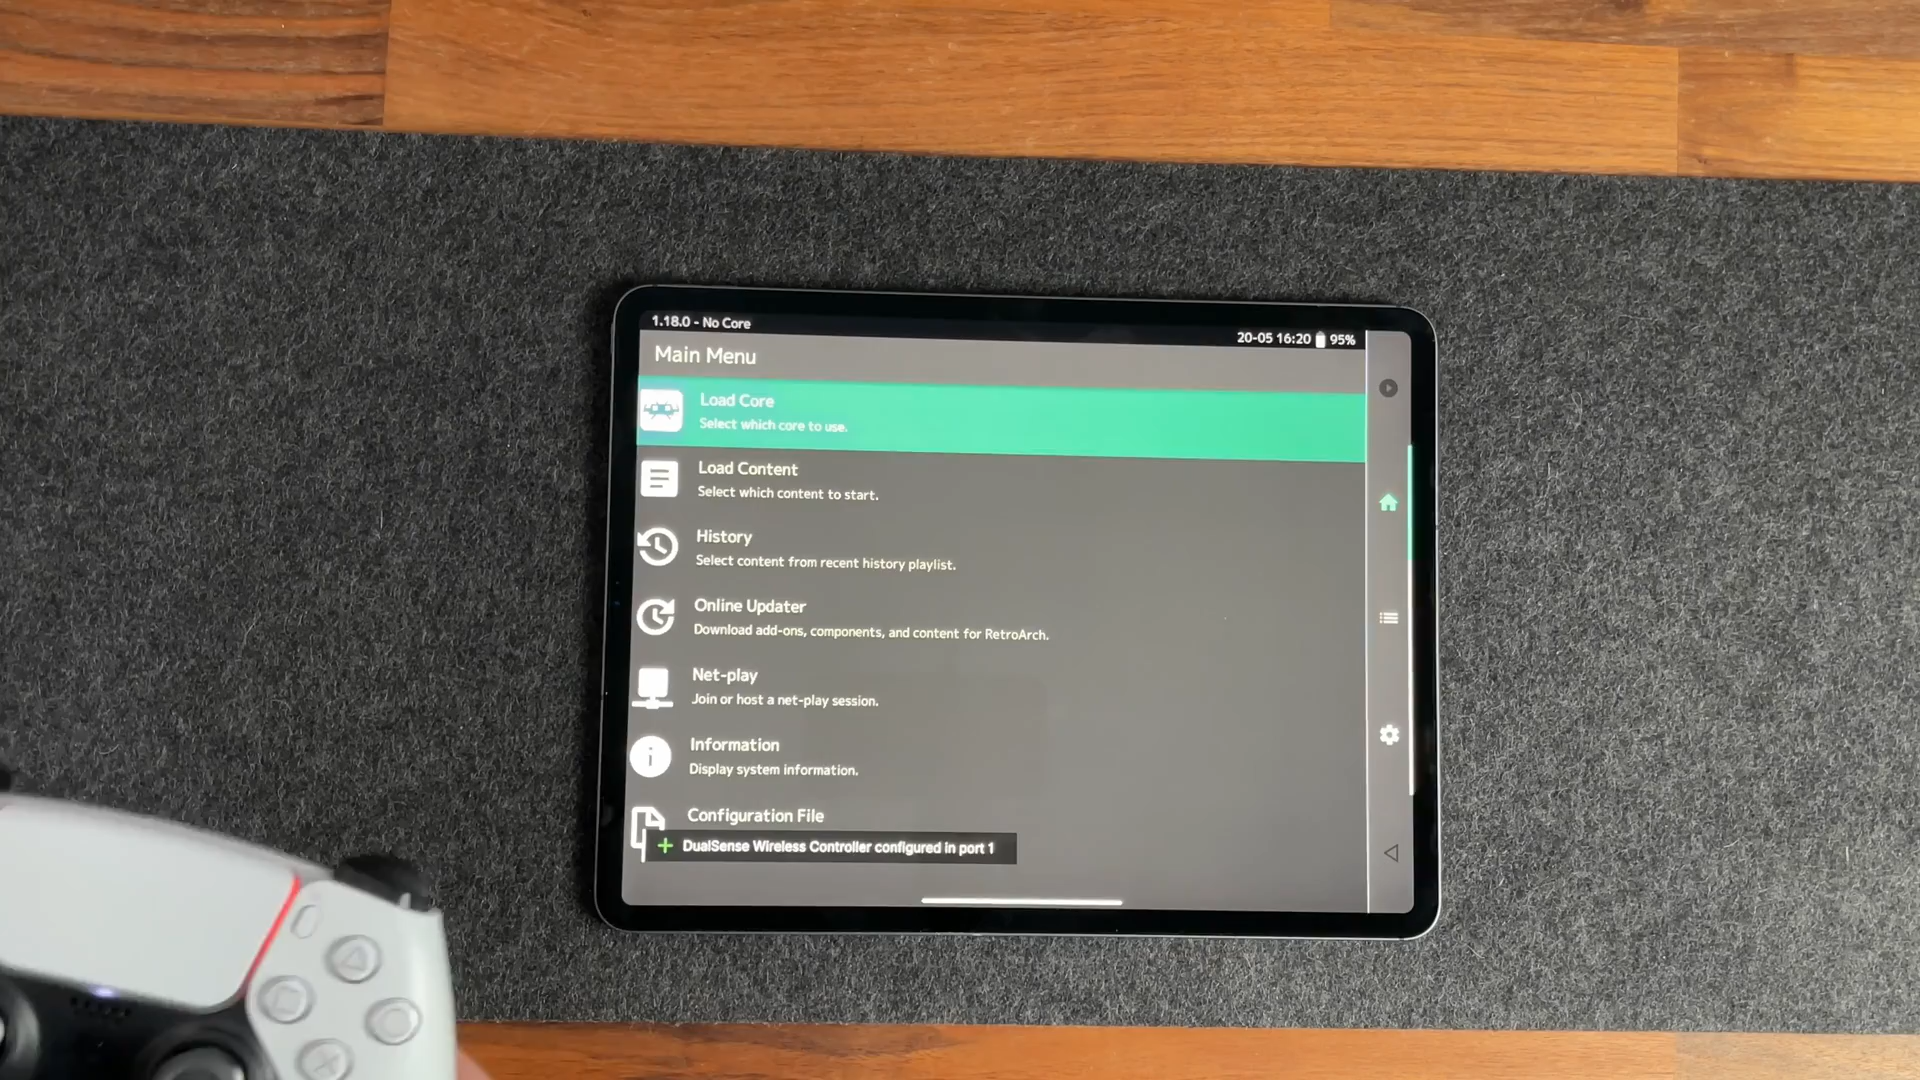 1.18.0 - No Core
20-05 16:20 95%
Main Menu
Load Core
Select which core to use.
Load Content
Select which content to start.
History
Select content from recent history playlist.
Online Updater
Download add-ons, components, and content for RetroArch.
Net-play
Join or host a net-play session.
Information
Display system information.
Configuration File
DualSense Wireless Controller configured in port 1